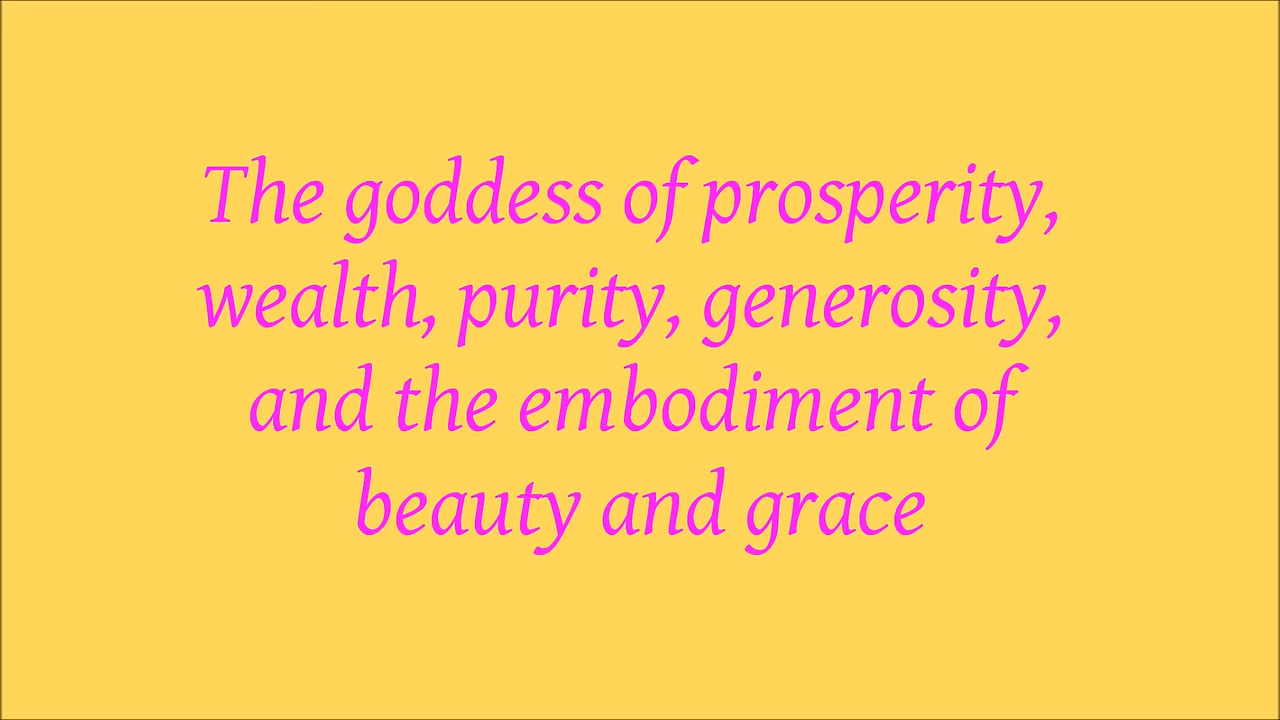 The goddess of prosperity,
wealth, purity, generosity,
and the embodiment of
beauty and grace